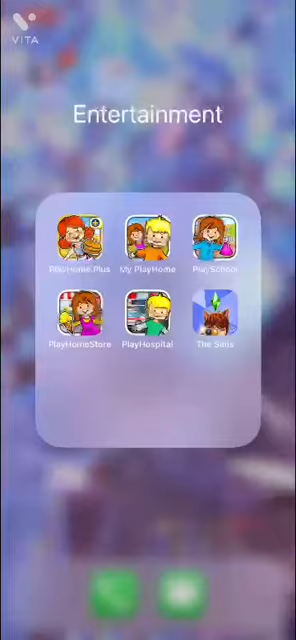 VITA
Entertainment
PlayHome.Plus
My PlayHome
PlaySchool
PlayHomeStore
PlayHospital
The Sims